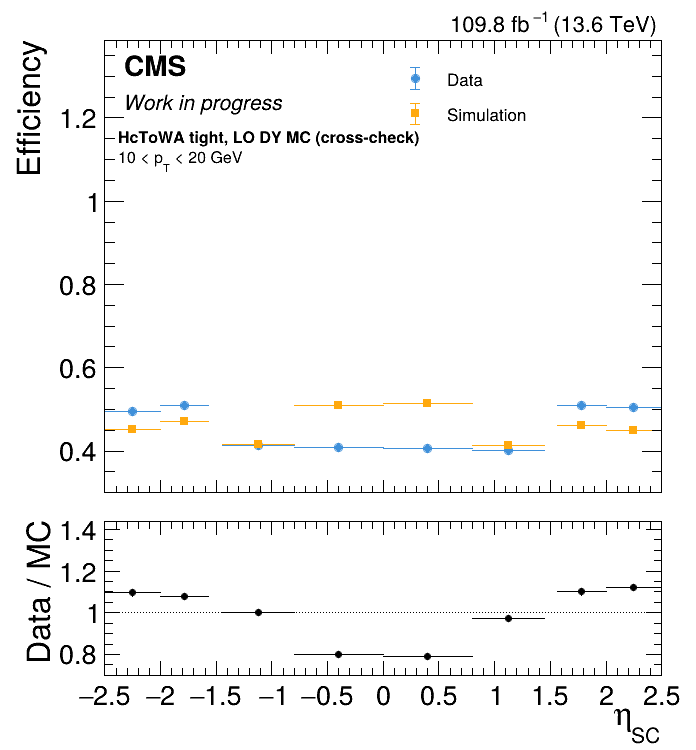 109.8 fb⁻¹ (13.6 TeV)
CMS
Work in progress
HcToWA tight, LO DY MC (cross-check)
10 < p_T < 20 GeV
Data
Simulation
Efficiency
1.2
1
0.8
0.6
0.4
Data / MC
1.4
1.2
1
0.8
−2.5 −2 −1.5 −1 −0.5 0 0.5 1 1.5 2 2.5
η_SC